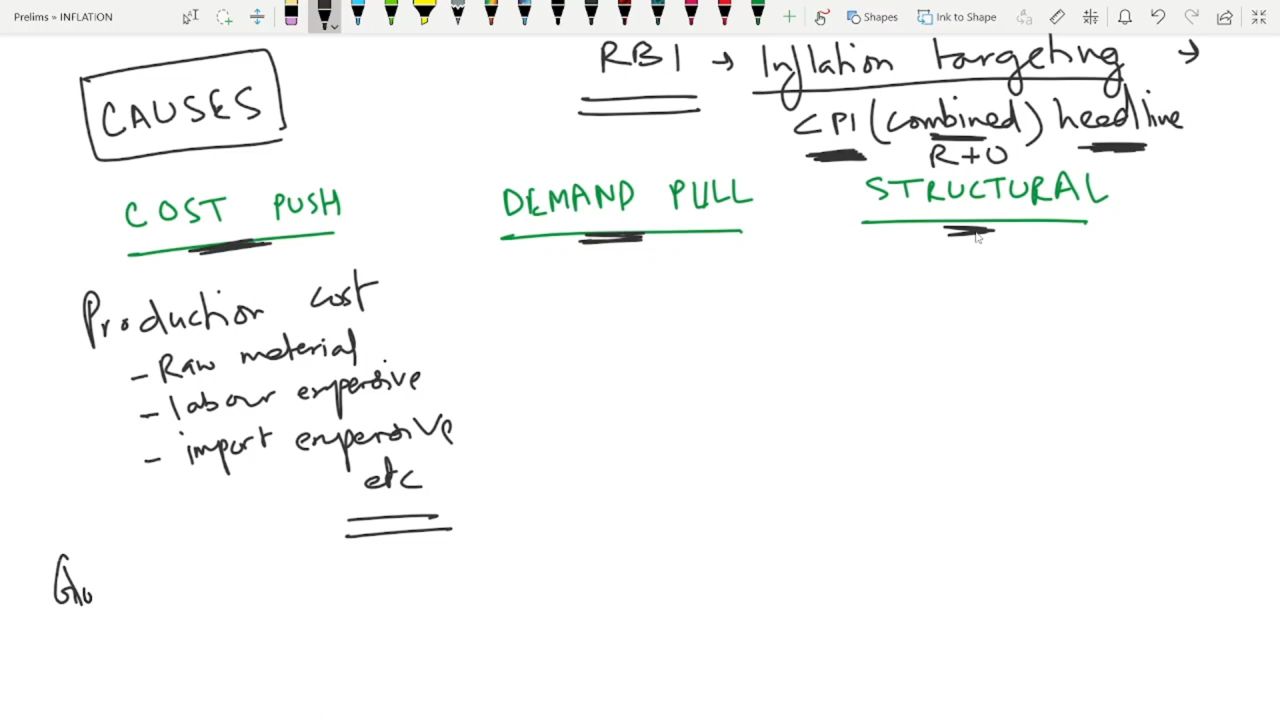 Prelims » INFLATION
Shapes
Ink to Shape
RBI → Inflation targeting →
CAUSES
CPI (combined) headline
R+U
COST PUSH
DEMAND PULL
STRUCTURAL
Production cost
- Raw material
- labour expensive
- import expensive
etc